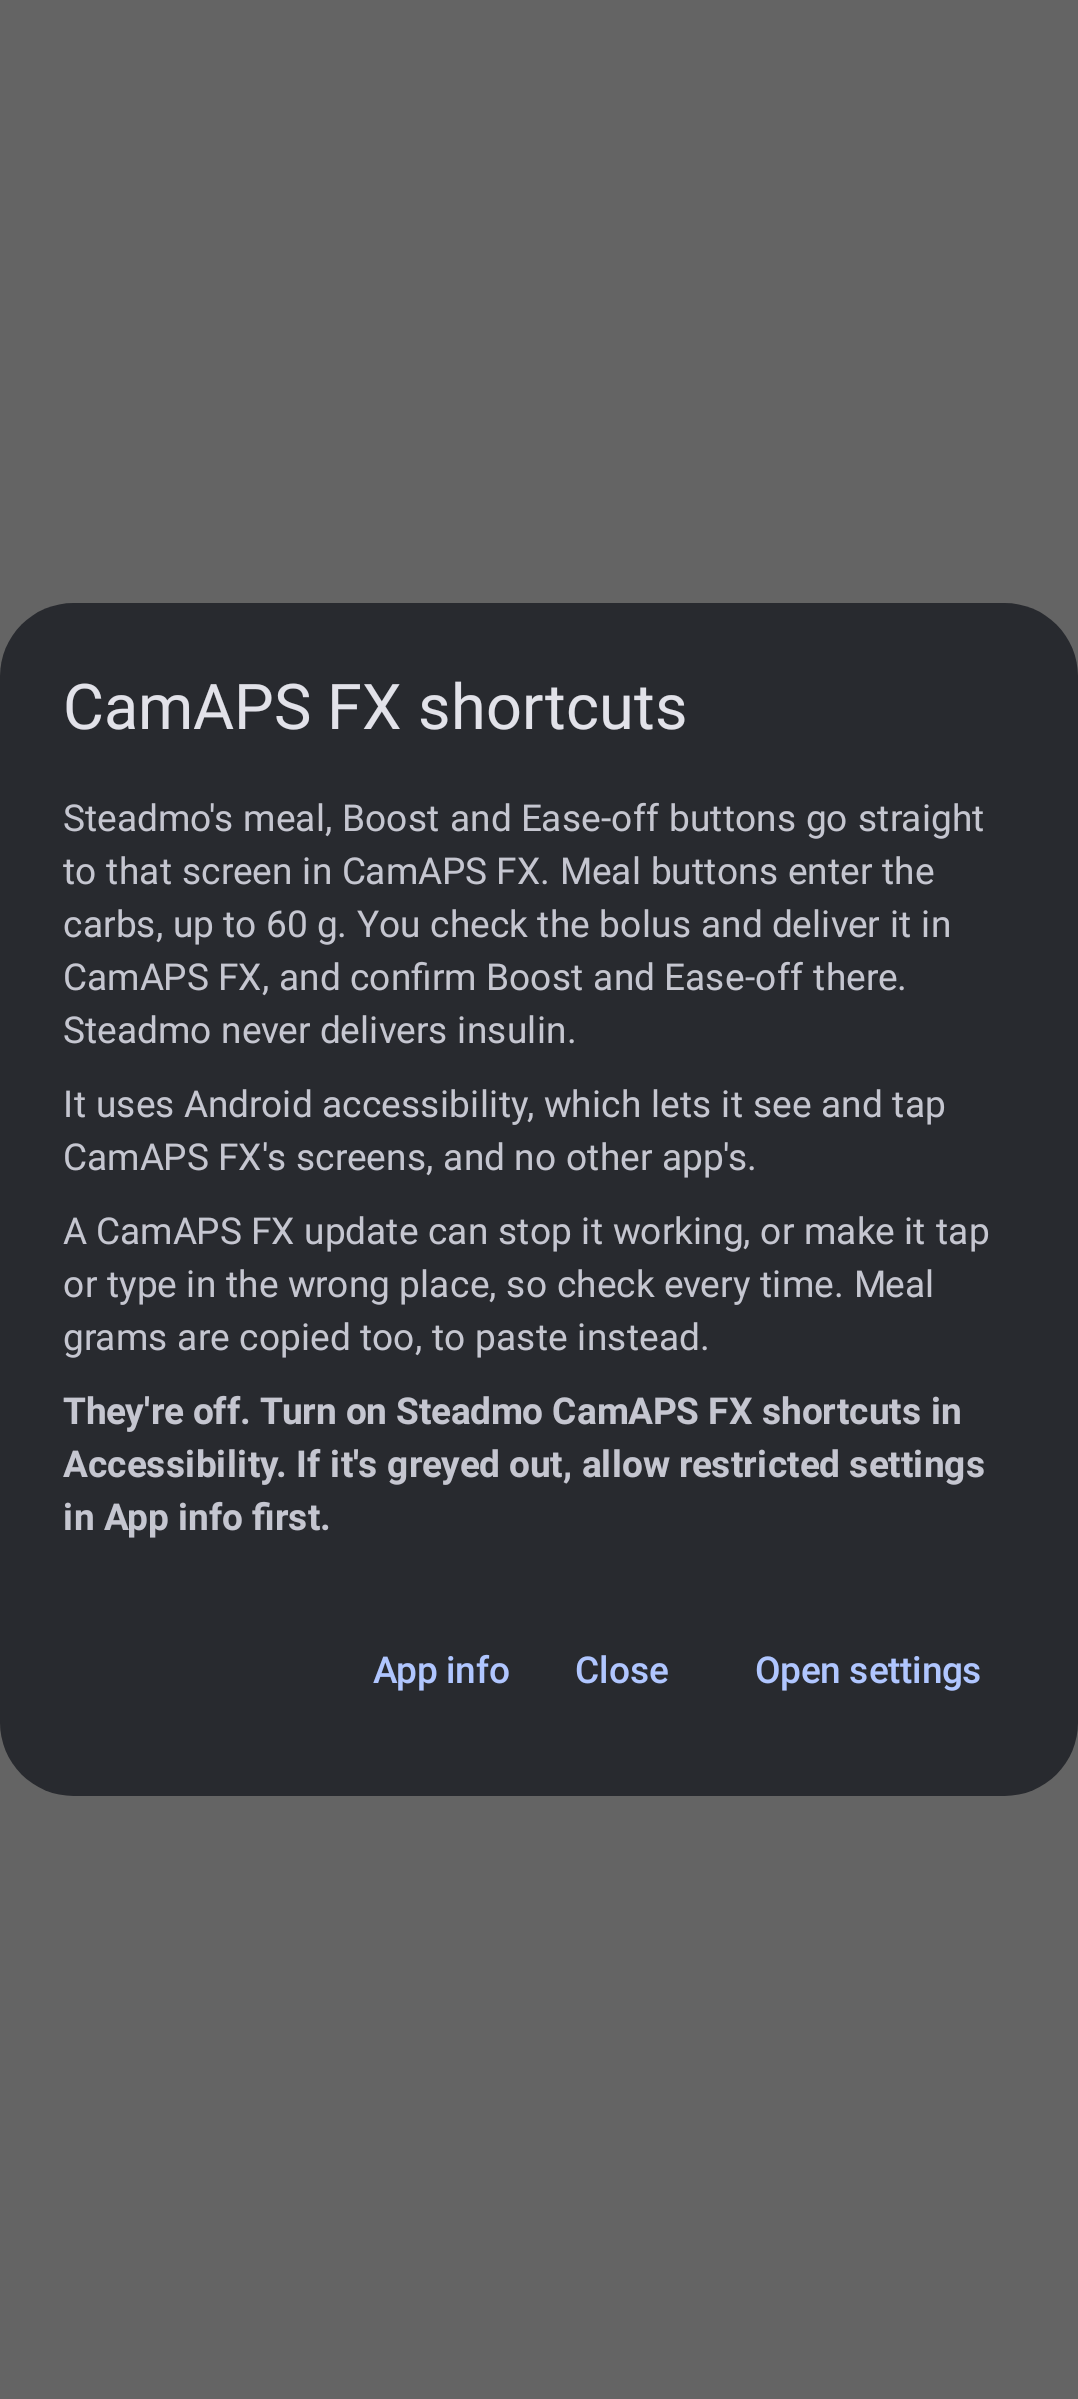 CamAPS FX shortcuts
Steadmo's meal, Boost and Ease-off buttons go straight
to that screen in CamAPS FX. Meal buttons enter the
carbs, up to 60 g. You check the bolus and deliver it in
CamAPS FX, and confirm Boost and Ease-off there.
Steadmo never delivers insulin.
It uses Android accessibility, which lets it see and tap
CamAPS FX's screens, and no other app's.
A CamAPS FX update can stop it working, or make it tap
or type in the wrong place, so check every time. Meal
grams are copied too, to paste instead.
They're off. Turn on Steadmo CamAPS FX shortcuts in
Accessibility. If it's greyed out, allow restricted settings
in App info first.
App info Close Open settings